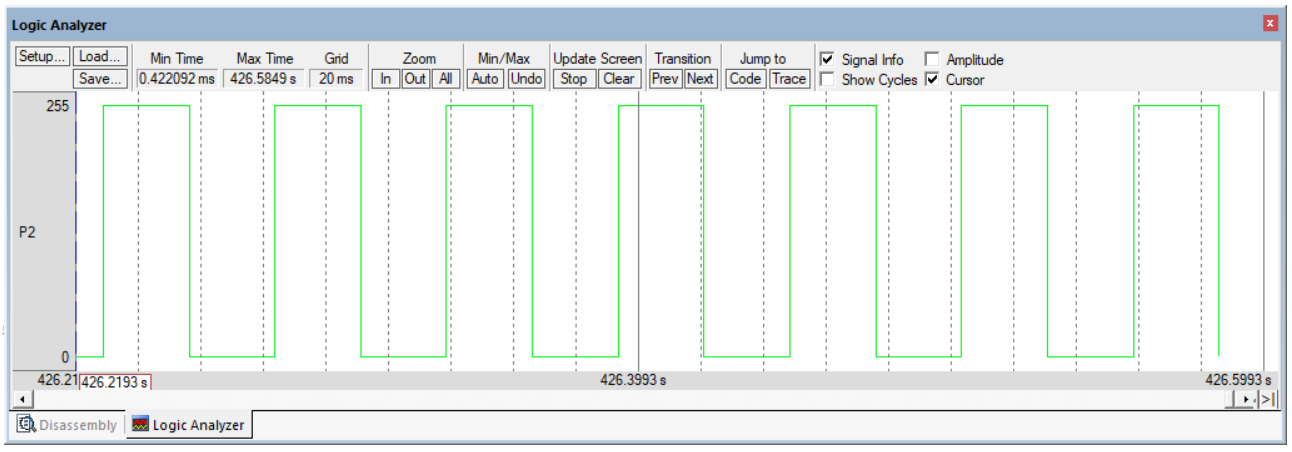 Logic Analyzer
Setup... Load... Min Time Max Time Grid Zoom Min/Max Update Screen Transition Jump to Signal Info Amplitude
Save... 0.422092 ms 426.5849 s 20 ms In Out All Auto Undo Stop Clear Prev Next Code Trace Show Cycles Cursor
255
P2
0
426.21 426.2193 s 426.3993 s 426.5993 s
Disassembly Logic Analyzer